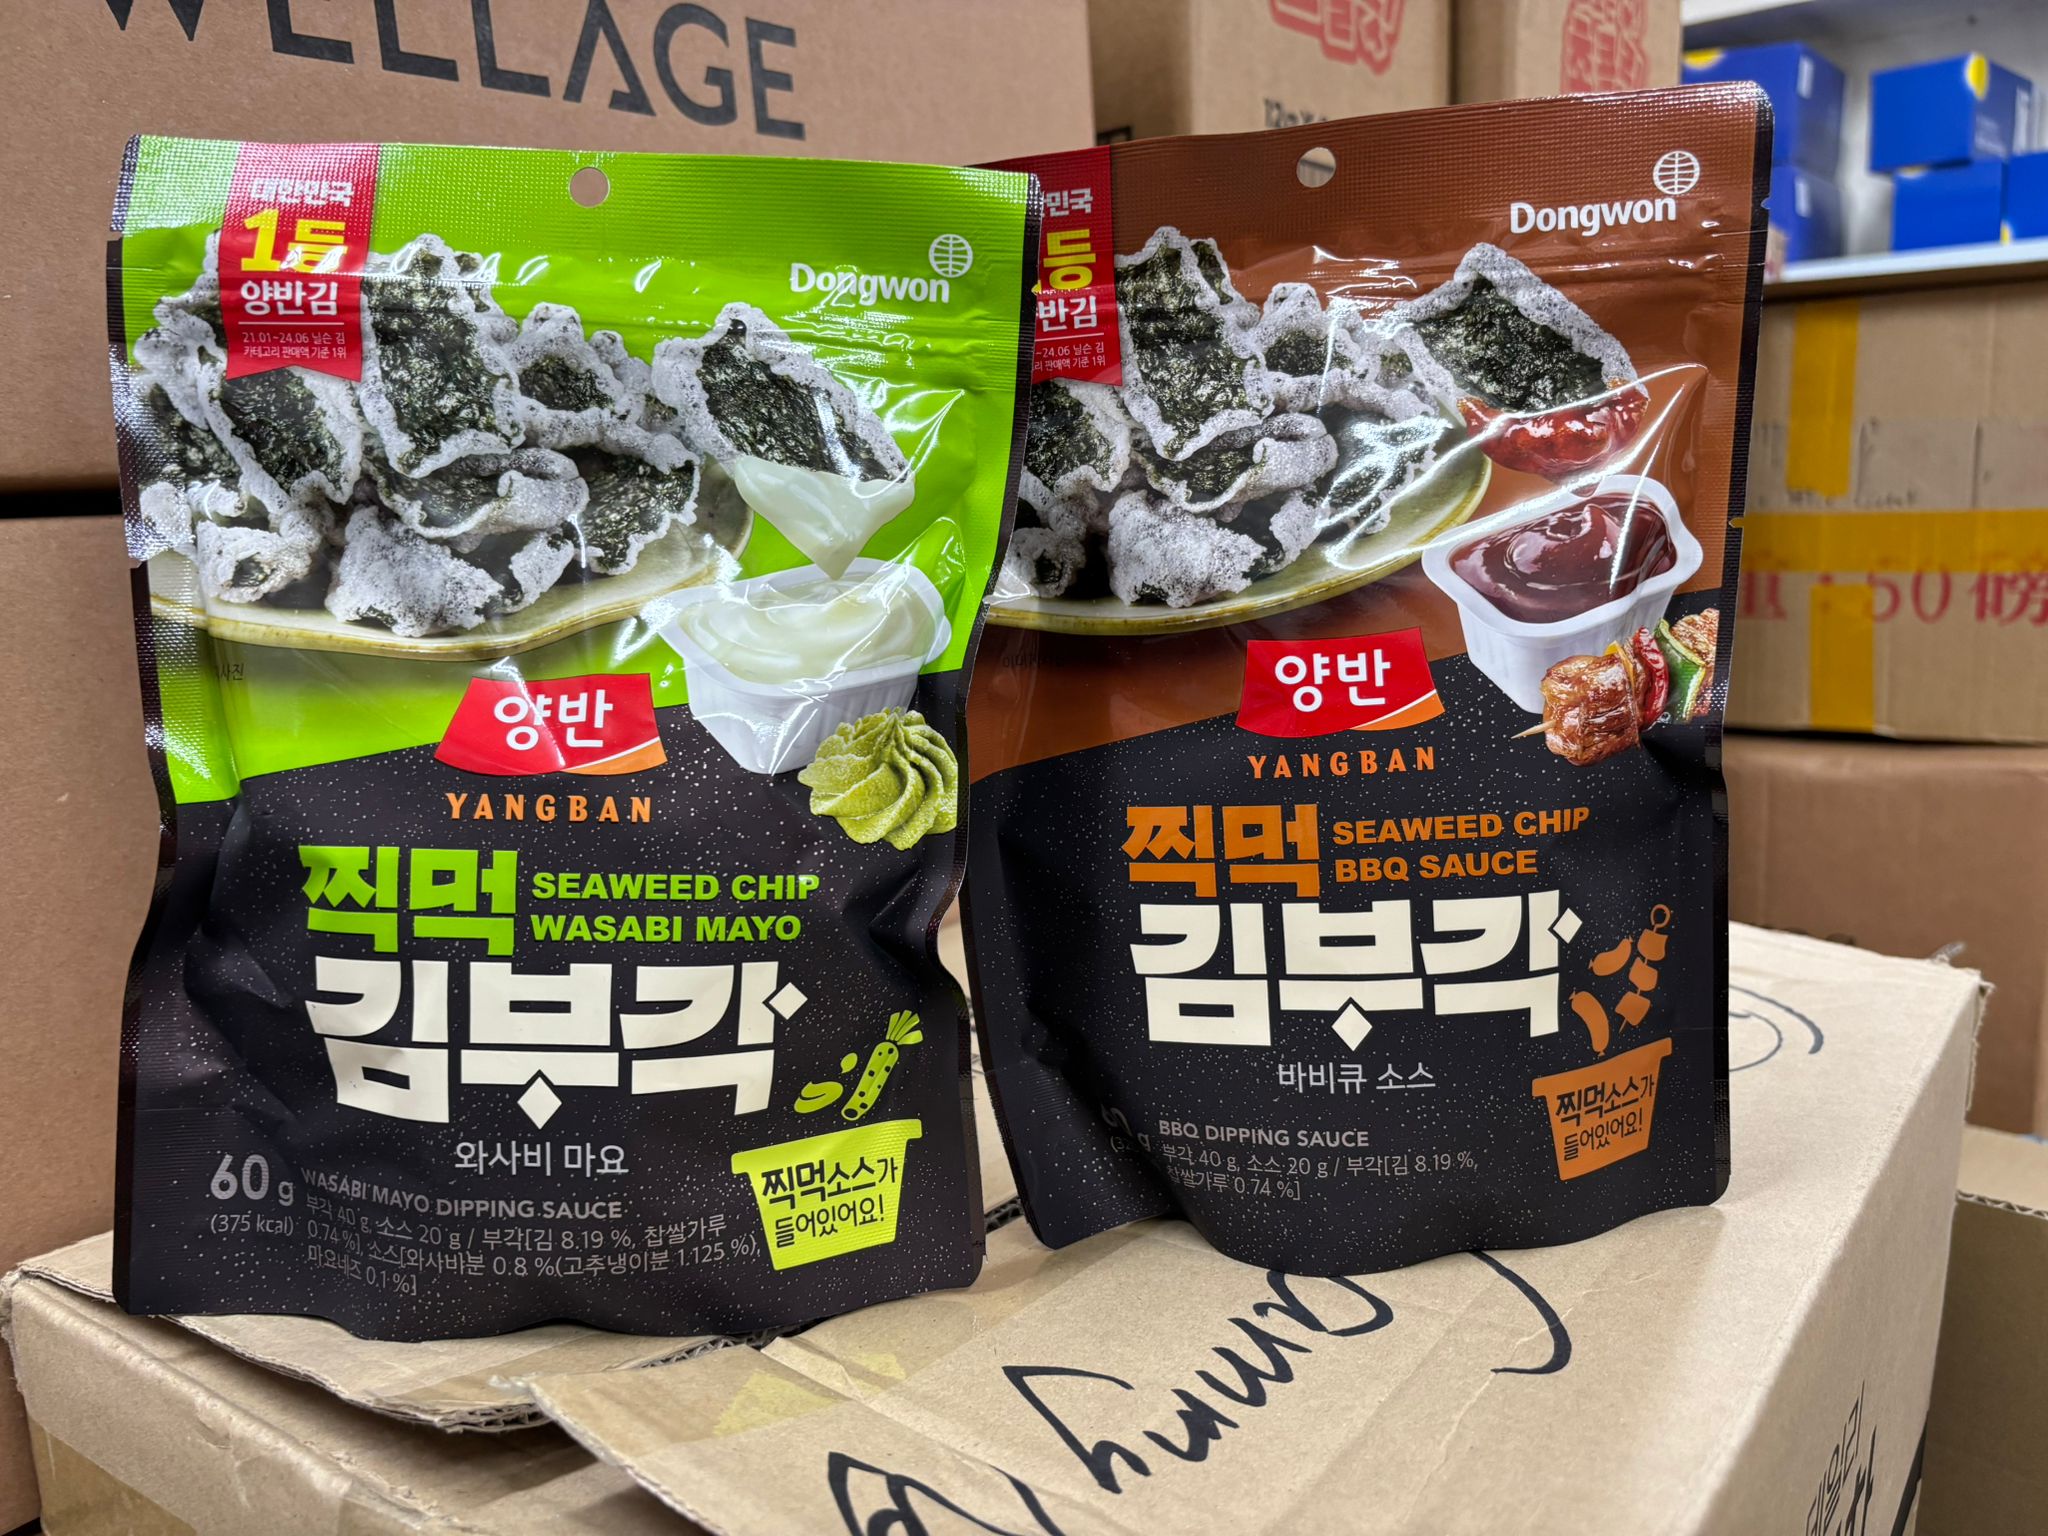 WELLAGE
대한민국
1등
양반김
21.01~24.06 닐슨 김
카테고리 판매액 기준 1위
Dongwon
양반
YANGBAN
찍먹
SEAWEED CHIP
WASABI MAYO
김부각
와사비 마요
60 g
(375 kcal)
WASABI MAYO DIPPING SAUCE
부각 40 g, 소스 20 g / 부각[김 8.19 %, 찹쌀가루
0.74 %], 소스[와사바분 0.8 %(고추냉이분 1.125 %),
마요네즈 0.1 %]
찍먹소스가
들어있어요!
민국
등
반김
~24.06 닐슨 김
판매액 기준 1위
Dongwon
양반
YANGBAN
찍먹
SEAWEED CHIP
BBQ SAUCE
김부각
바비큐 소스
g
BBQ DIPPING SAUCE
부각 40 g, 소스 20 g / 부각[김 8.19 %,
찹쌀가루 0.74 %]
찍먹소스가
들어있어요!
50 磅